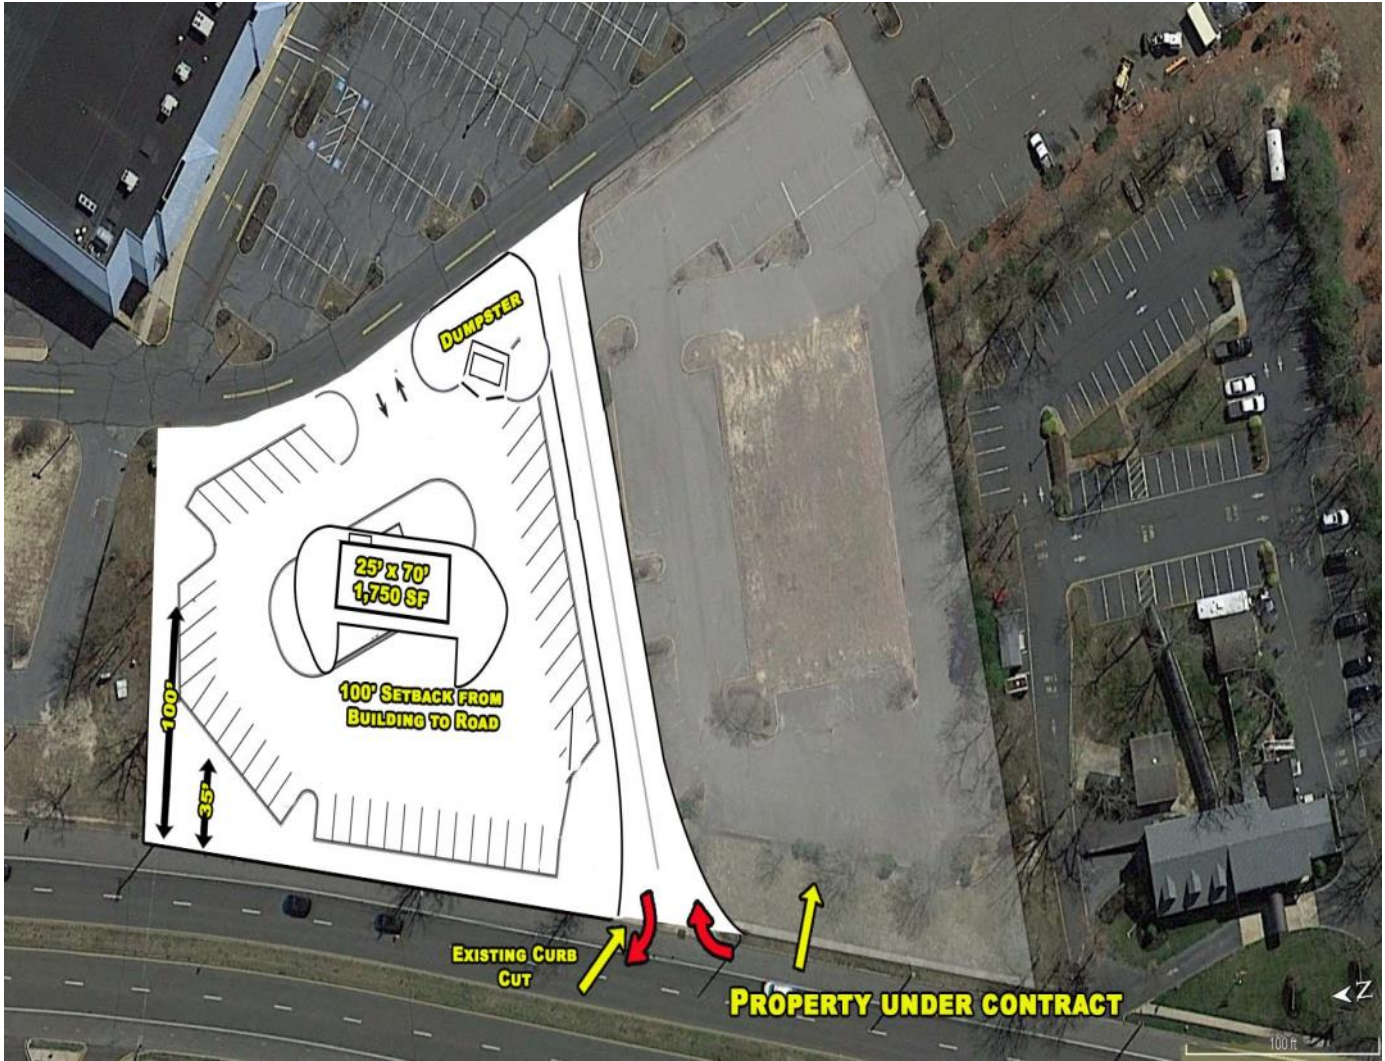 DUMPSTER
25' x 70'
1,750 SF
100' SETBACK FROM
BUILDING TO ROAD
100'
35'
EXISTING CURB
CUT
PROPERTY UNDER CONTRACT
Z
100 ft